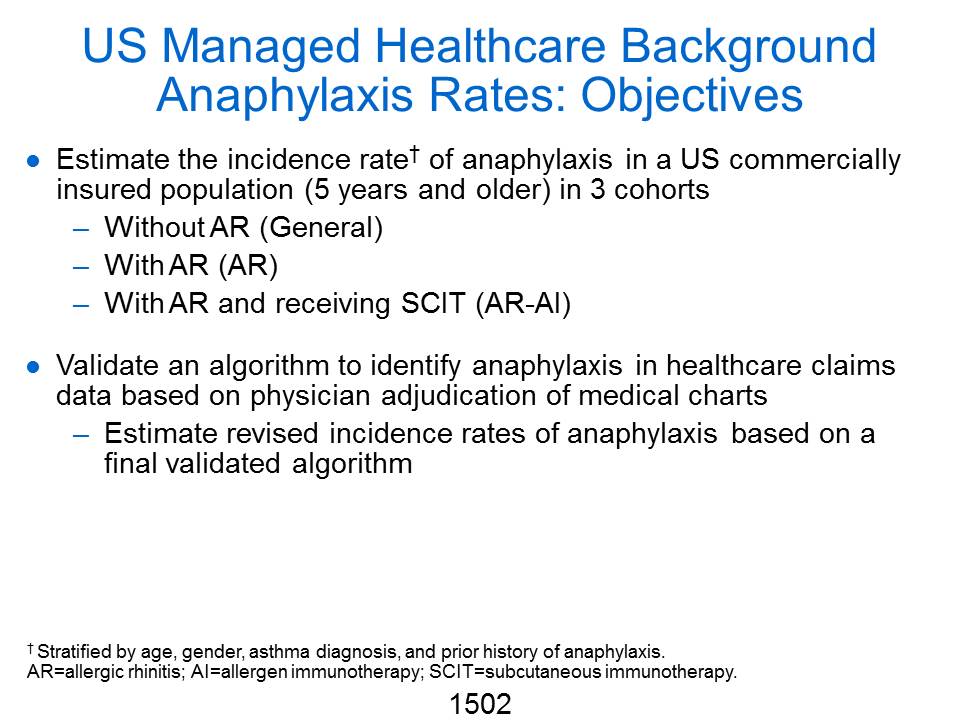 US Managed Healthcare Background
Anaphylaxis Rates: Objectives
● Estimate the incidence rate† of anaphylaxis in a US commercially
insured population (5 years and older) in 3 cohorts
– Without AR (General)
– With AR (AR)
– With AR and receiving SCIT (AR-AI)
● Validate an algorithm to identify anaphylaxis in healthcare claims
data based on physician adjudication of medical charts
– Estimate revised incidence rates of anaphylaxis based on a
final validated algorithm
† Stratified by age, gender, asthma diagnosis, and prior history of anaphylaxis.
AR=allergic rhinitis; AI=allergen immunotherapy; SCIT=subcutaneous immunotherapy.
1502